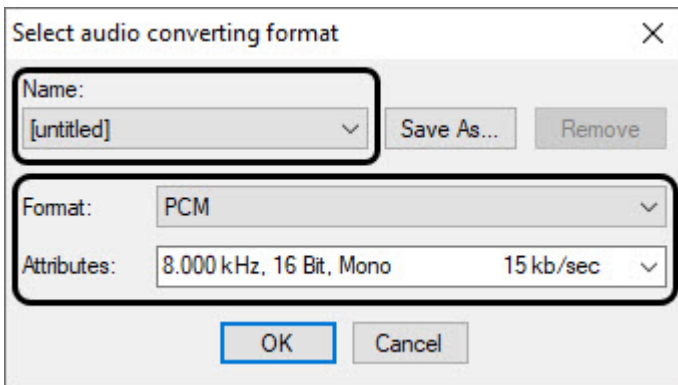 Select audio converting format
Name:
[untitled]
Save As...
Remove
Format:
PCM
Attributes:
8.000 kHz, 16 Bit, Mono 15 kb/sec
OK
Cancel